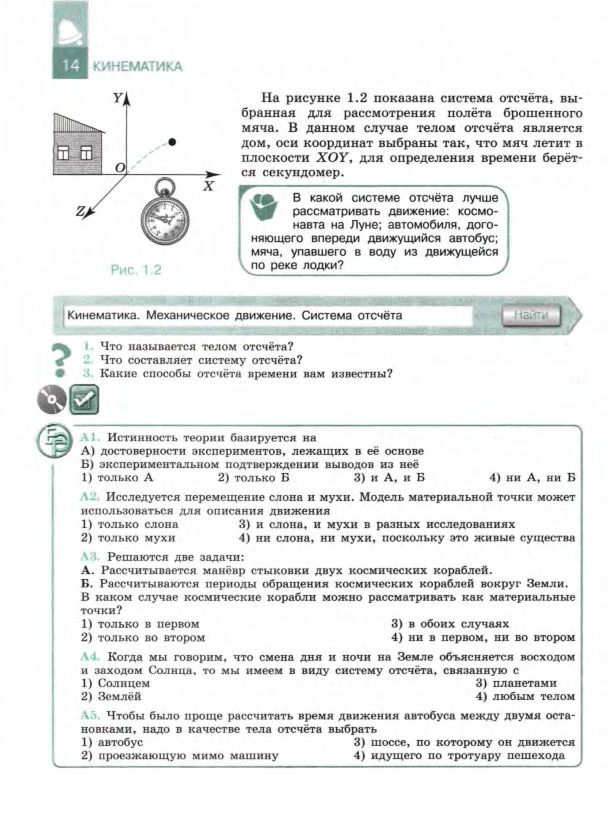 14 КИНЕМАТИКА
Y
O
X
Z
Рис. 1.2
На рисунке 1.2 показана система отсчёта, вы-
бранная для рассмотрения полёта брошенного
мяча. В данном случае телом отсчёта является
дом, оси координат выбраны так, что мяч летит в
плоскости XOY, для определения времени берёт-
ся секундомер.
В какой системе отсчёта лучше
рассматривать движение: космо-
навта на Луне; автомобиля, дого-
няющего впереди движущийся автобус;
мяча, упавшего в воду из движущейся
по реке лодки?
Кинематика. Механическое движение. Система отсчёта
Найти
1. Что называется телом отсчёта?
2. Что составляет систему отсчёта?
3. Какие способы отсчёта времени вам известны?
А1. Истинность теории базируется на
А) достоверности экспериментов, лежащих в её основе
Б) экспериментальном подтверждении выводов из неё
1) только А 2) только Б 3) и А, и Б 4) ни А, ни Б
А2. Исследуется перемещение слона и мухи. Модель материальной точки может
использоваться для описания движения
1) только слона 3) и слона, и мухи в разных исследованиях
2) только мухи 4) ни слона, ни мухи, поскольку это живые существа
А3. Решаются две задачи:
А. Рассчитывается манёвр стыковки двух космических кораблей.
Б. Рассчитываются периоды обращения космических кораблей вокруг Земли.
В каком случае космические корабли можно рассматривать как материальные
точки?
1) только в первом 3) в обоих случаях
2) только во втором 4) ни в первом, ни во втором
А4. Когда мы говорим, что смена дня и ночи на Земле объясняется восходом
и заходом Солнца, то мы имеем в виду систему отсчёта, связанную с
1) Солнцем 3) планетами
2) Землёй 4) любым телом
А5. Чтобы было проще рассчитать время движения автобуса между двумя оста-
новками, надо в качестве тела отсчёта выбрать
1) автобус 3) шоссе, по которому он движется
2) проезжающую мимо машину 4) идущего по тротуару пешехода